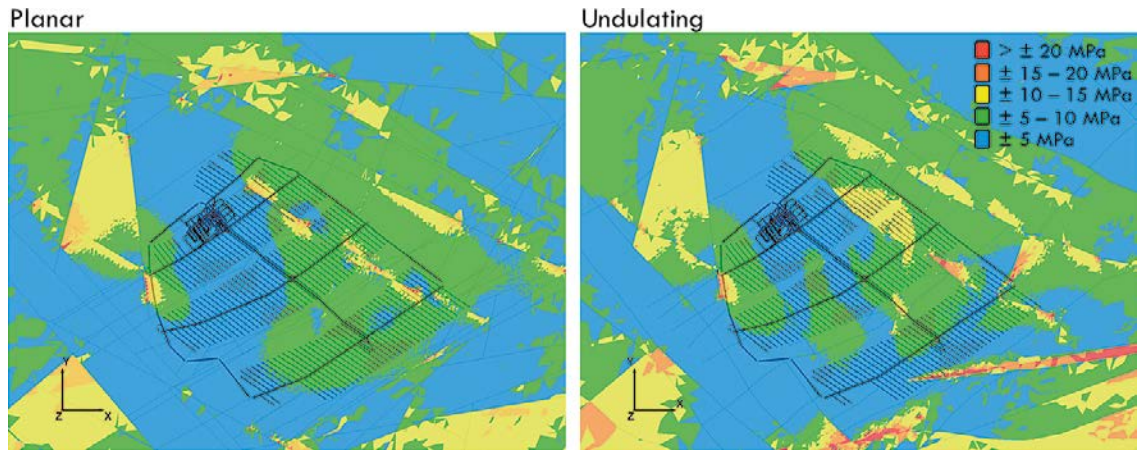 Planar
Undulating
> ± 20 MPa
± 15 – 20 MPa
± 10 – 15 MPa
± 5 – 10 MPa
± 5 MPa
Y
Z X
Y
Z X